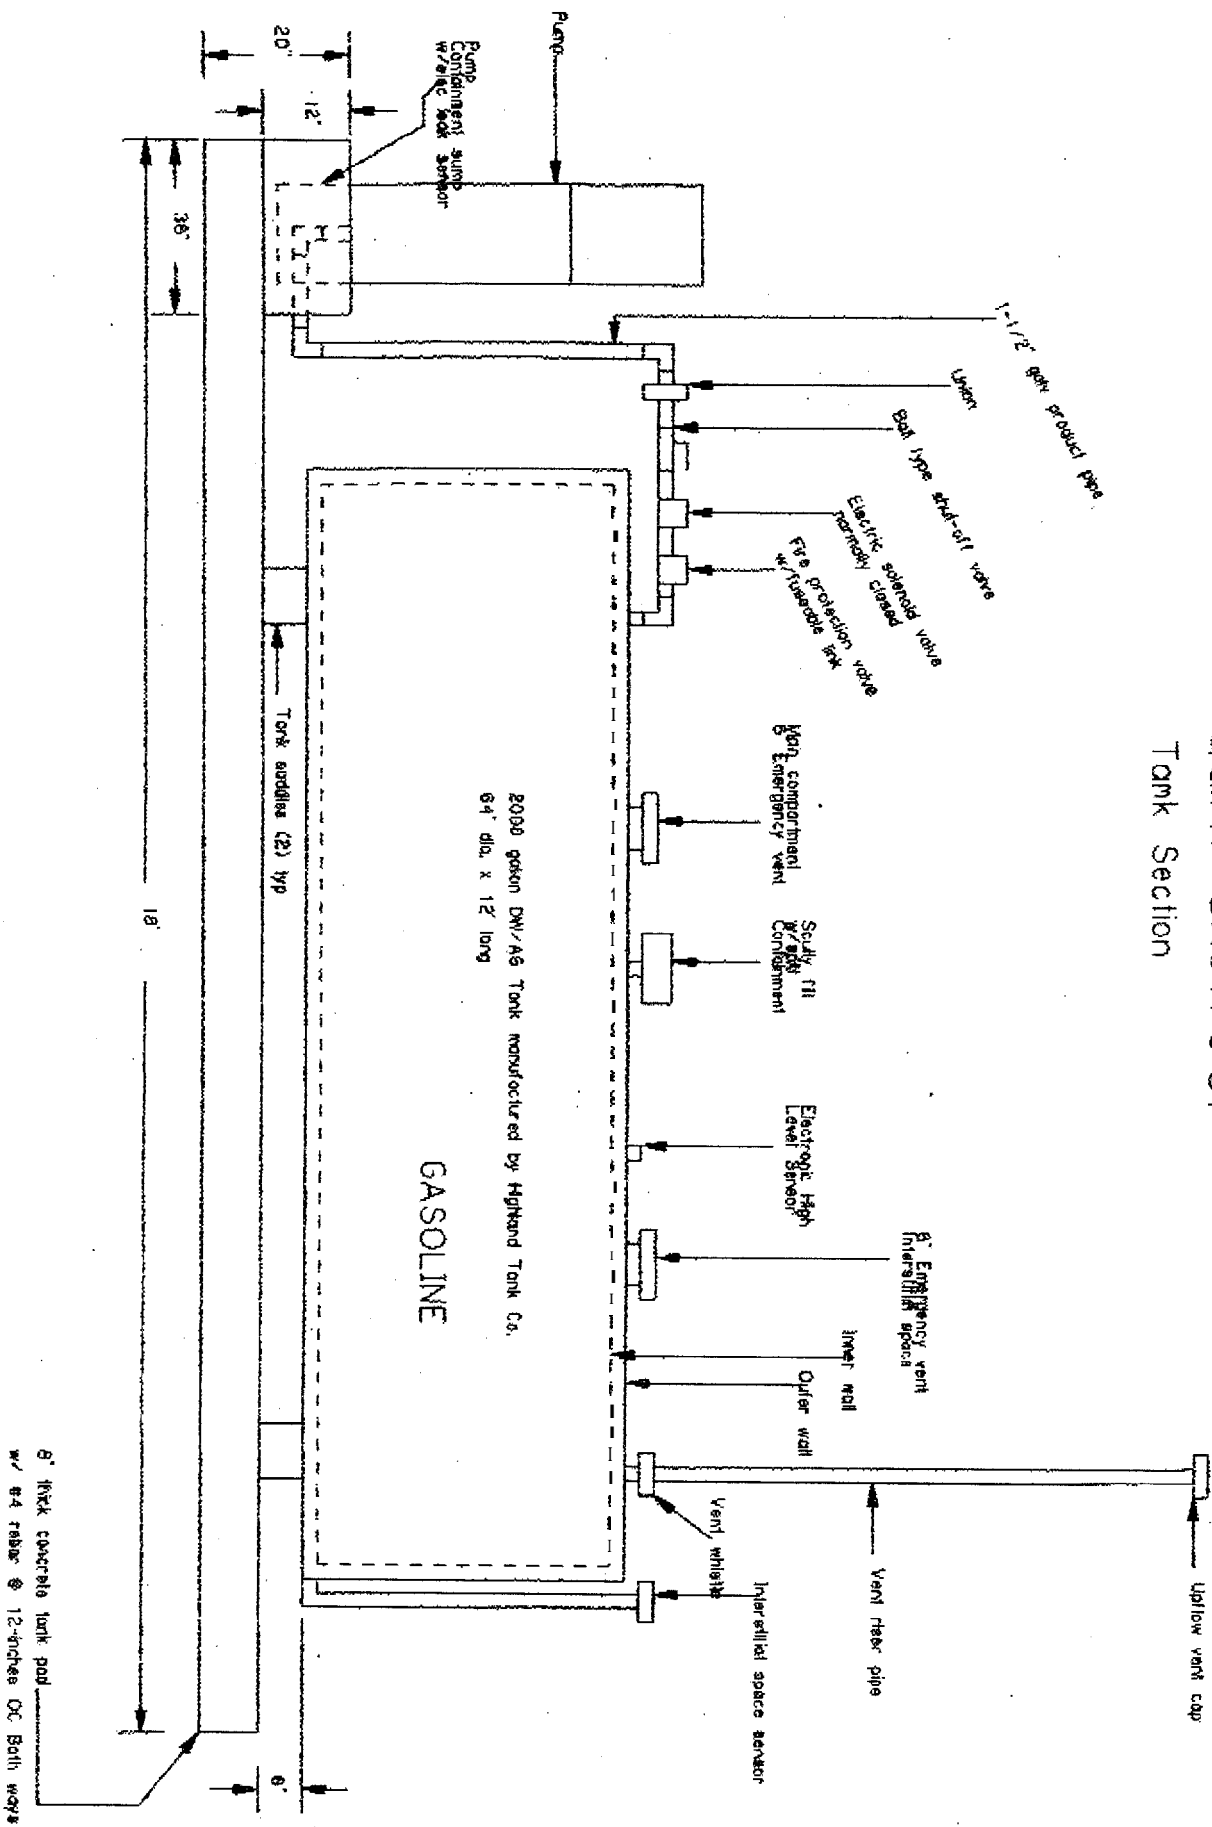 Tank Section
Upflow vent cap
Vent riser pipe
Interstitial space sensor
Vent whistle
Outer wall
Inner wall
8" Emergency vent
Interstitial space
Electronic High
Level Sensor
Scully fill
w/spill
Containment
Main compartment
6" Emergency vent
Fire protection valve
w/fuseable link
Electric solenoid valve
normally closed
Ball type shut-off valve
Union
1-1/2" galv product pipe
Pump
Pump
Containment sump
w/elec leak sensor
20"
12"
36"
2000 gallon DW/AG Tank manufactured by Highland Tank Co.
64" dia. x 12' long
GASOLINE
Tank saddles (2) typ
18'
6"
8" thick concrete tank pad
w/ #4 rebar @ 12-inches OC Both ways